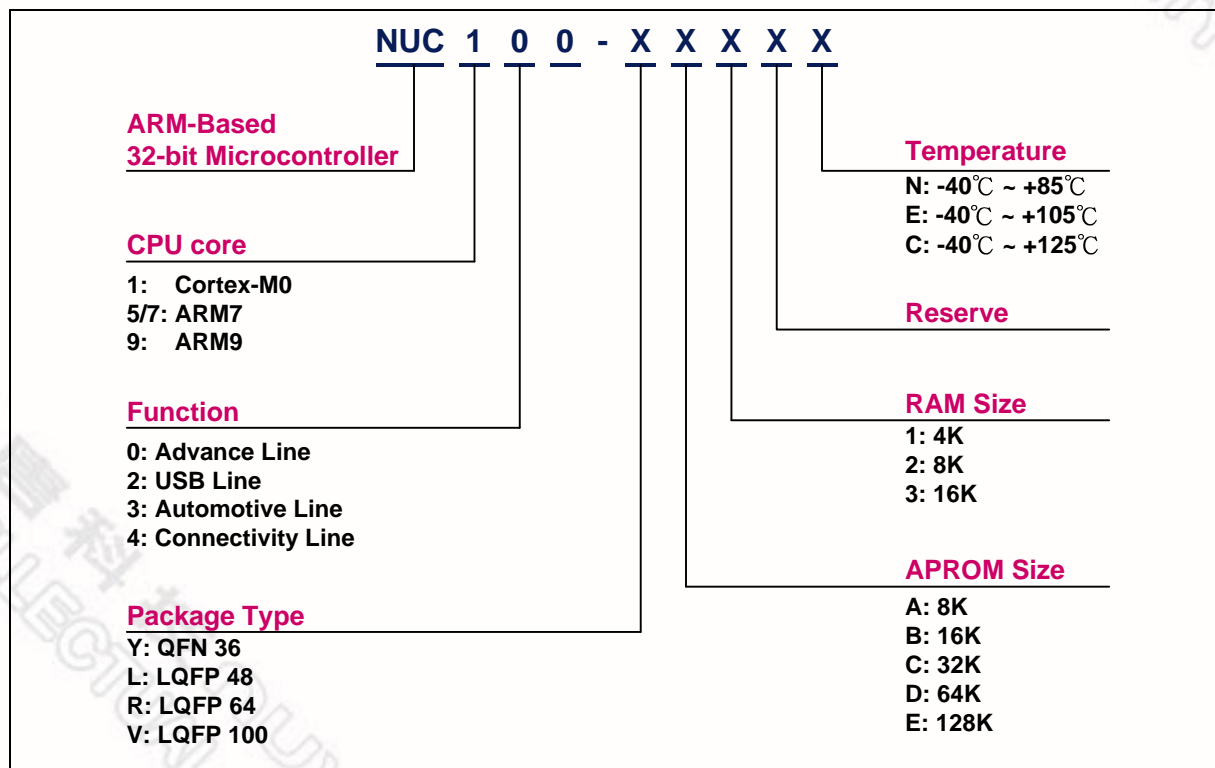 NUC 1 0 0 - X X X X X
ARM-Based
32-bit Microcontroller
CPU core
1: Cortex-M0
5/7: ARM7
9: ARM9
Function
0: Advance Line
2: USB Line
3: Automotive Line
4: Connectivity Line
Package Type
Y: QFN 36
L: LQFP 48
R: LQFP 64
V: LQFP 100
Temperature
N: -40℃ ~ +85℃
E: -40℃ ~ +105℃
C: -40℃ ~ +125℃
Reserve
RAM Size
1: 4K
2: 8K
3: 16K
APROM Size
A: 8K
B: 16K
C: 32K
D: 64K
E: 128K